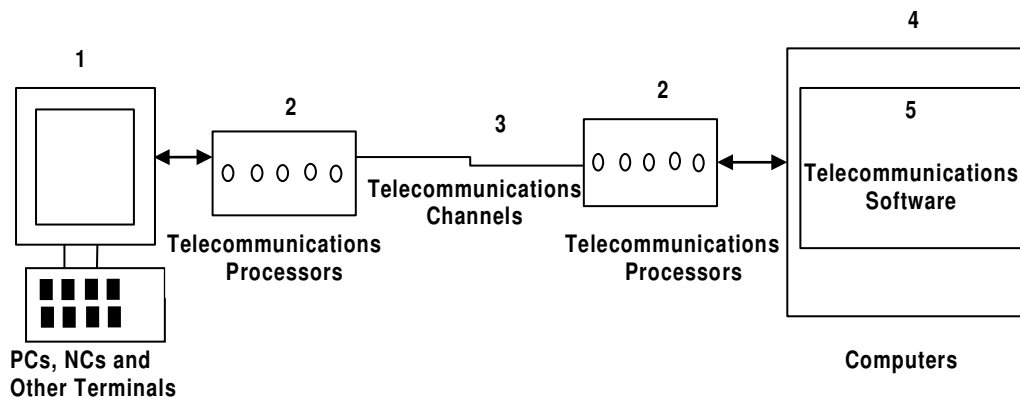 4
1
2
2
3
5
Telecommunications
Software
Telecommunications
Channels
Telecommunications
Processors
Telecommunications
Processors
PCs, NCs and
Other Terminals
Computers